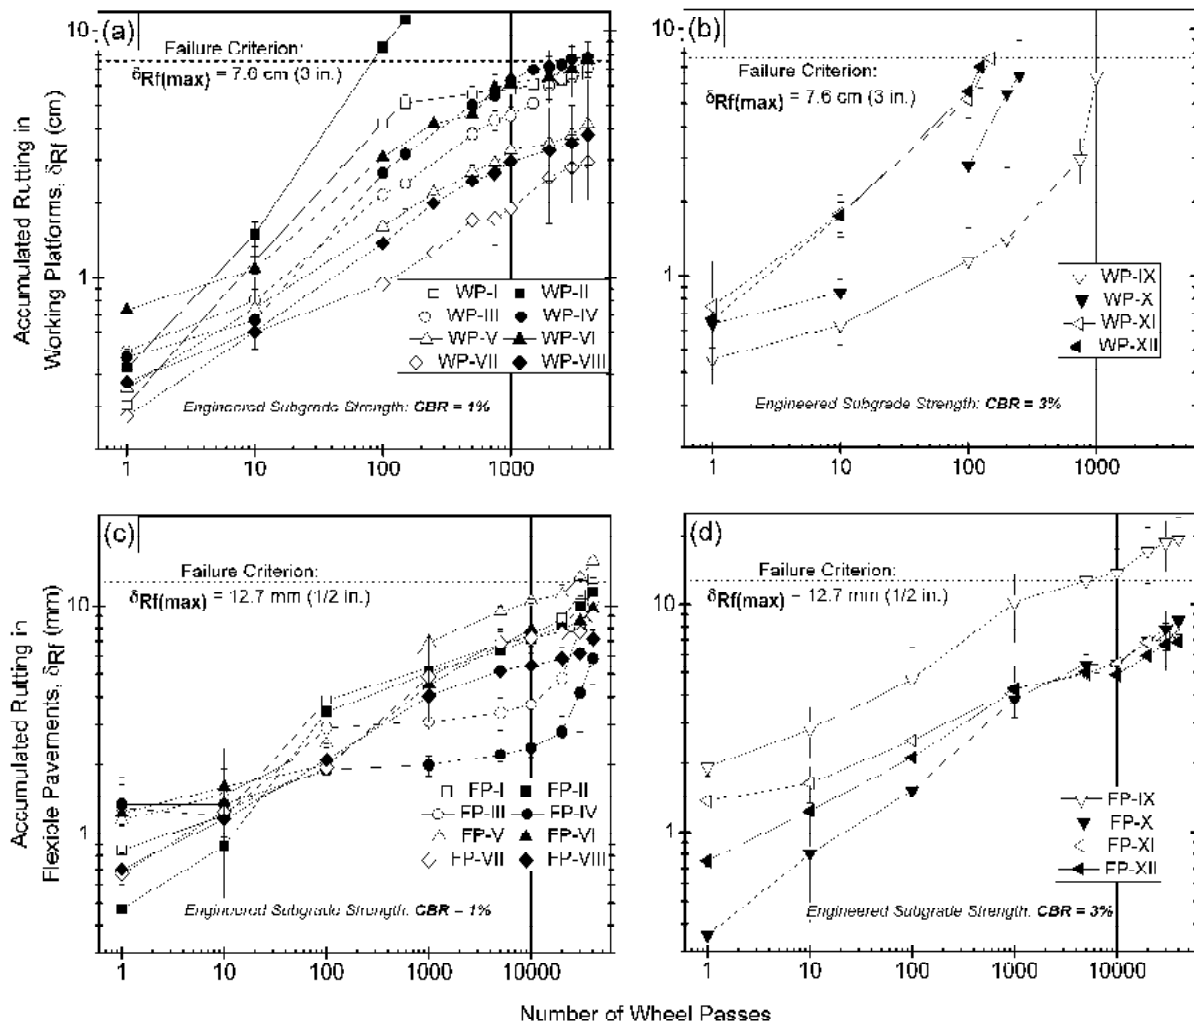 (a)
Failure Criterion:
δRf(max) = 7.6 cm (3 in.)
10
1
Accumulated Rutting in
Working Platforms, δRf (cm)
WP-I WP-II
WP-III WP-IV
WP-V WP-VI
WP-VII WP-VIII
Engineered Subgrade Strength: CBR = 1%
1 10 100 1000
(b)
Failure Criterion:
δRf(max) = 7.6 cm (3 in.)
10
1
WP-IX
WP-X
WP-XI
WP-XII
Engineered Subgrade Strength: CBR = 3%
1 10 100 1000
(c)
Failure Criterion:
δRf(max) = 12.7 mm (1/2 in.)
10
1
Accumulated Rutting in
Flexible Pavements, δRf (mm)
FP-I FP-II
FP-III FP-IV
FP-V FP-VI
FP-VII FP-VIII
Engineered Subgrade Strength: CBR = 1%
1 10 100 1000 10000
(d)
Failure Criterion:
δRf(max) = 12.7 mm (1/2 in.)
10
1
FP-IX
FP-X
FP-XI
FP-XII
Engineered Subgrade Strength: CBR = 3%
1 10 100 1000 10000
Number of Wheel Passes